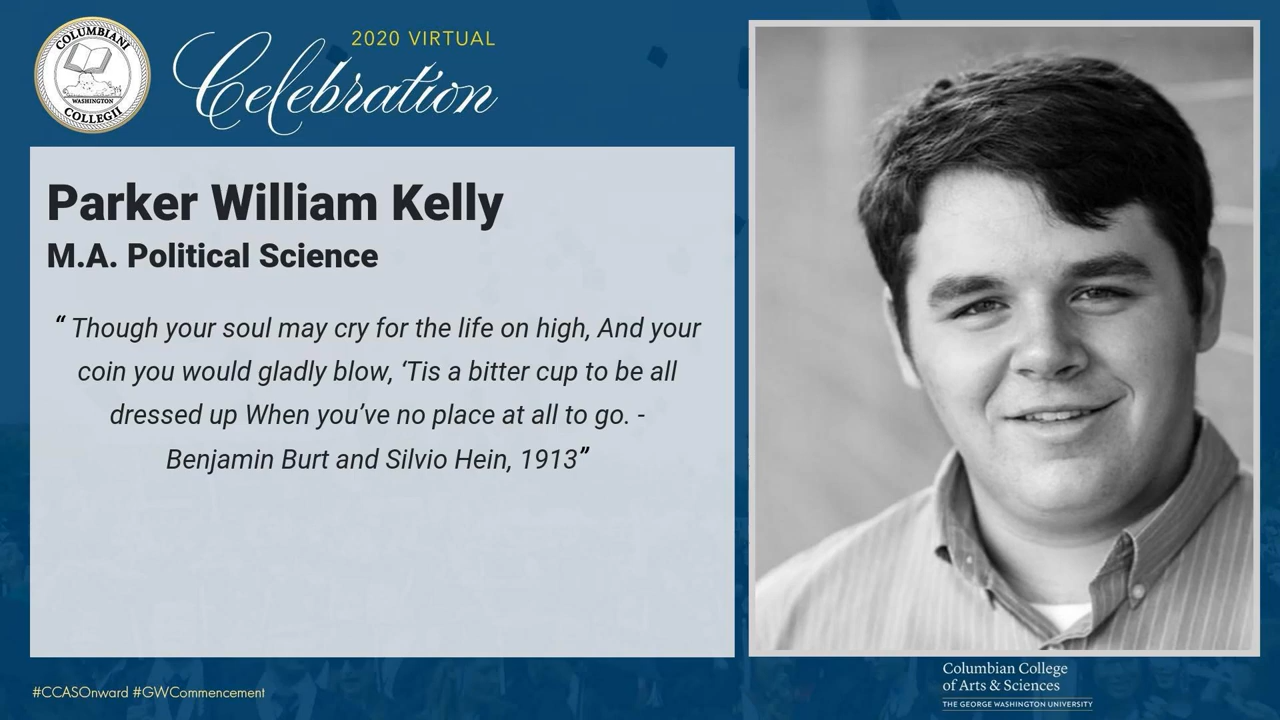 COLUMBIANI
WASHINGTON
COLLEGII
2020 VIRTUAL
Celebration
Parker William Kelly
M.A. Political Science
“ Though your soul may cry for the life on high, And your
coin you would gladly blow, ‘Tis a bitter cup to be all
dressed up When you’ve no place at all to go. -
Benjamin Burt and Silvio Hein, 1913”
#CCASOnward #GWCommencement
Columbian College
of Arts & Sciences
THE GEORGE WASHINGTON UNIVERSITY